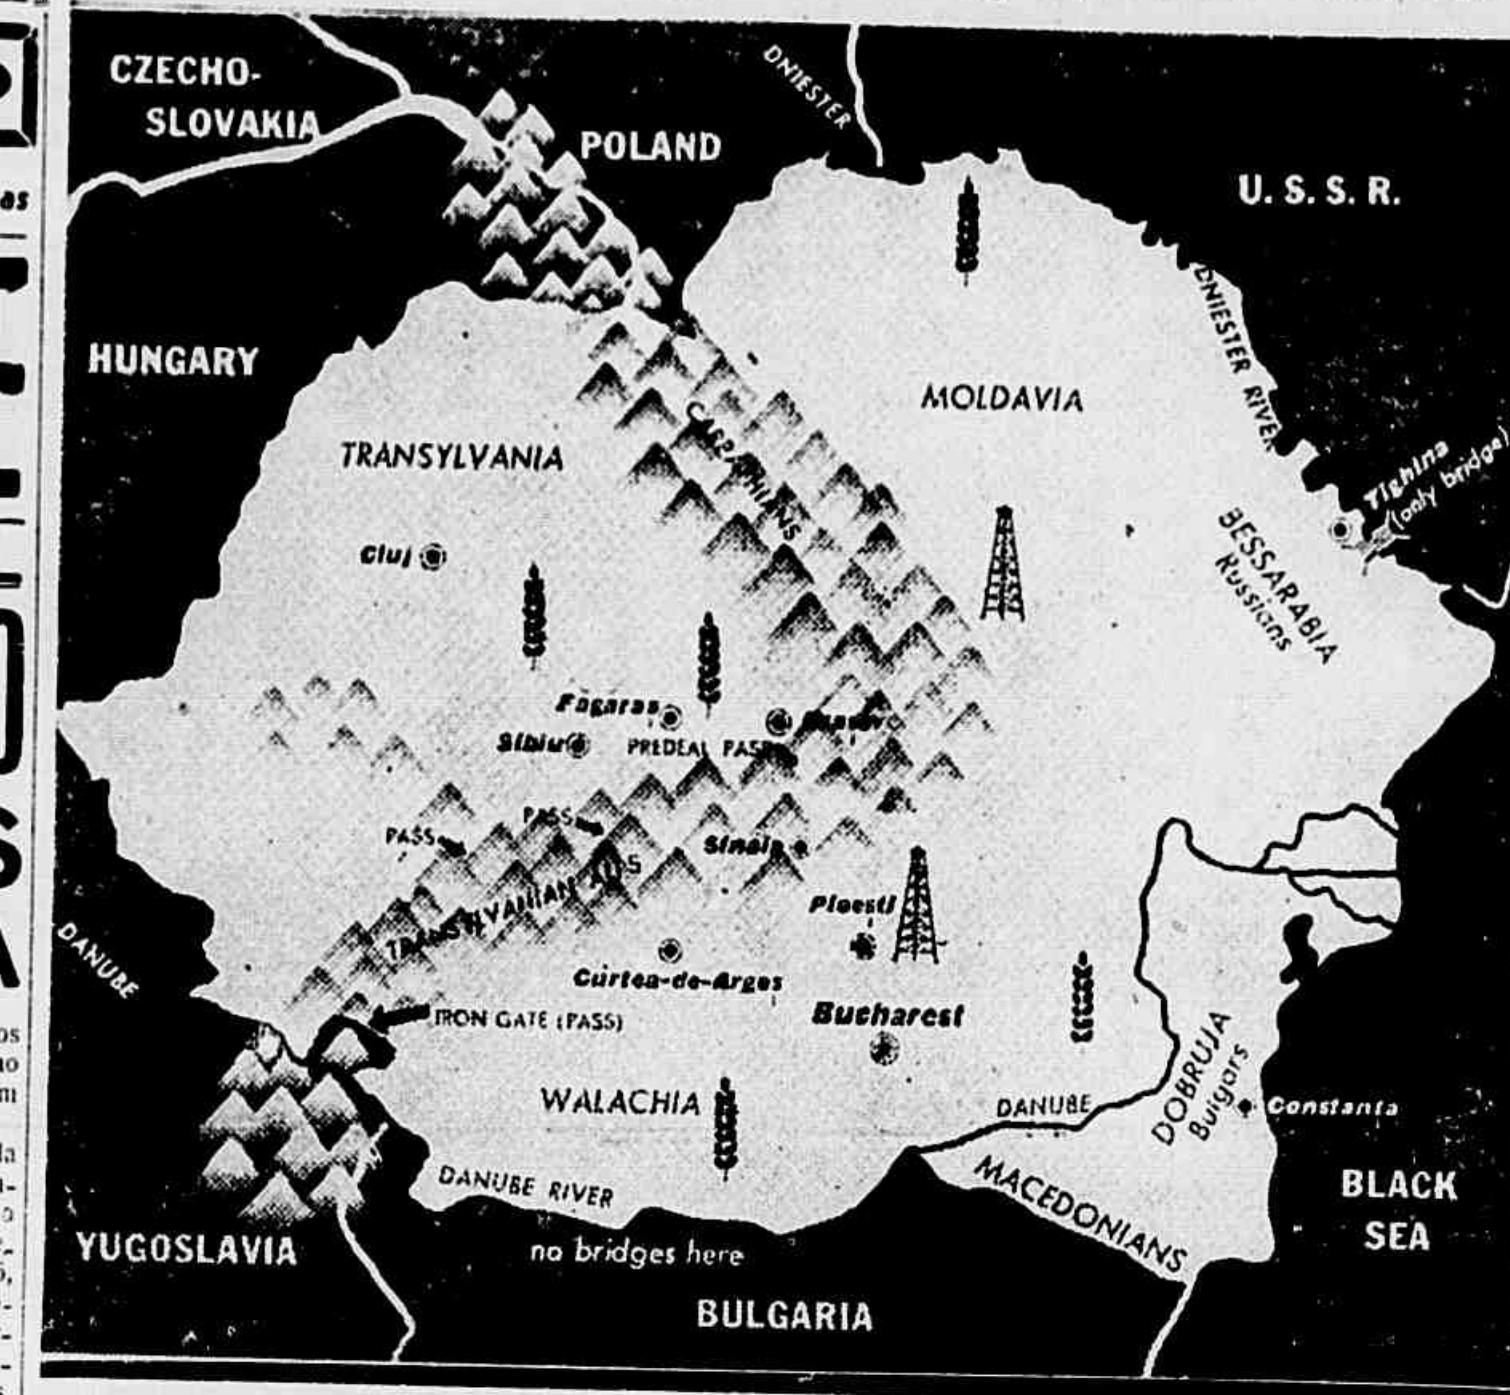 as
CZECHO-
SLOVAKIA
POLAND
DNIESTER
U. S. S. R.
HUNGARY
DNIESTER RIVER
MOLDAVIA
CARPATHIANS
TRANSYLVANIA
Tighina
(only bridge)
BESSARABIA
Russians
Cluj
Fagaras
Sibiu
PREDEAL PASS
PASS
PASS
Sinaia
TRANSYLVANIAN ALPS
S
A
Ploesti
DANUBE
Curtea-de-Arges
IRON GATE (PASS)
Bucharest
WALACHIA
DANUBE
DOBRUJA
Bulgars
Constanta
DANUBE RIVER
MACEDONIANS
BLACK
SEA
YUGOSLAVIA
no bridges here
BULGARIA